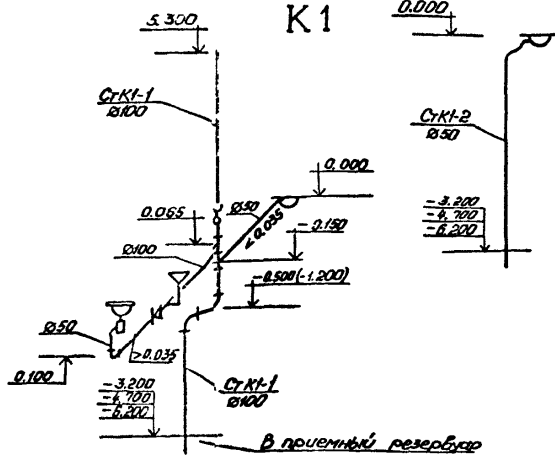 К1
5.300
0.000
СтК1-1
Ø100
СтК1-2
Ø50
0.000
0.065
Ø50
<0.035
-0.150
Ø100
-0.500(-1.200)
-3.200
-4.700
-6.200
Ø50
>0.035
0.100
СтК1-1
Ø100
-3.200
-4.700
-6.200
В приемный резервуар